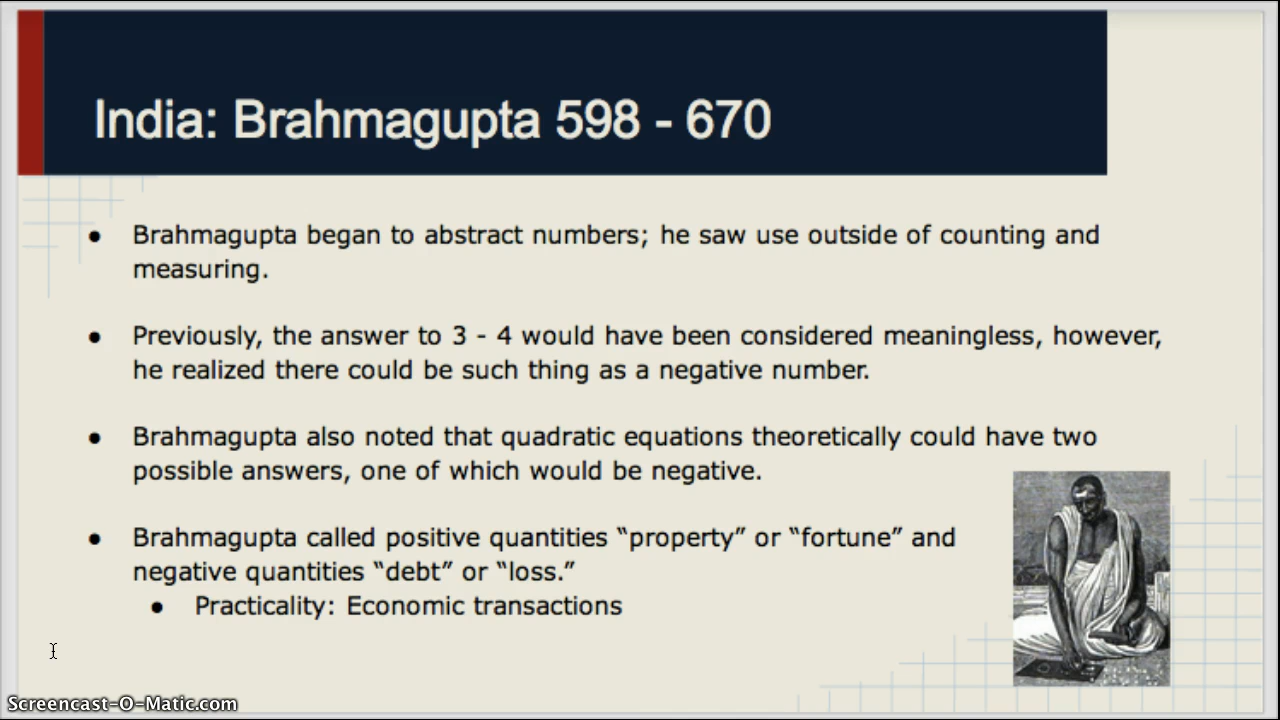 India: Brahmagupta 598 - 670
● Brahmagupta began to abstract numbers; he saw use outside of counting and
measuring.
● Previously, the answer to 3 - 4 would have been considered meaningless, however,
he realized there could be such thing as a negative number.
● Brahmagupta also noted that quadratic equations theoretically could have two
possible answers, one of which would be negative.
● Brahmagupta called positive quantities “property” or “fortune” and
negative quantities “debt” or “loss.”
● Practicality: Economic transactions
Screencast-O-Matic.com